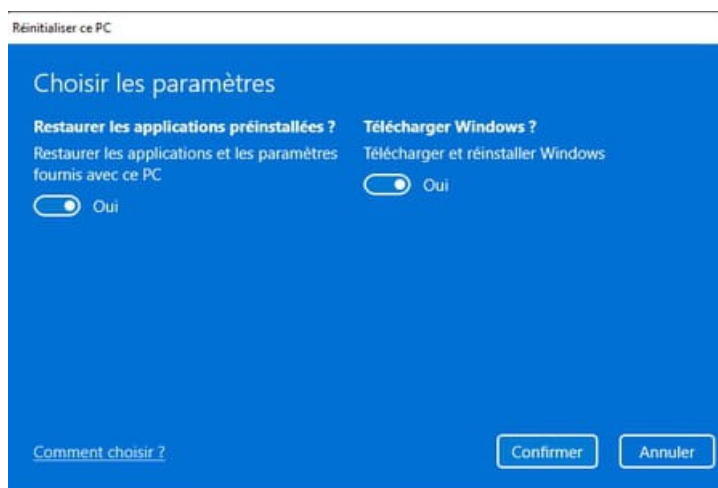 Réinitialiser ce PC
Choisir les paramètres
Restaurer les applications préinstallées ?
Restaurer les applications et les paramètres
fournis avec ce PC
Oui
Télécharger Windows ?
Télécharger et réinstaller Windows
Oui
Comment choisir ?
Confirmer
Annuler